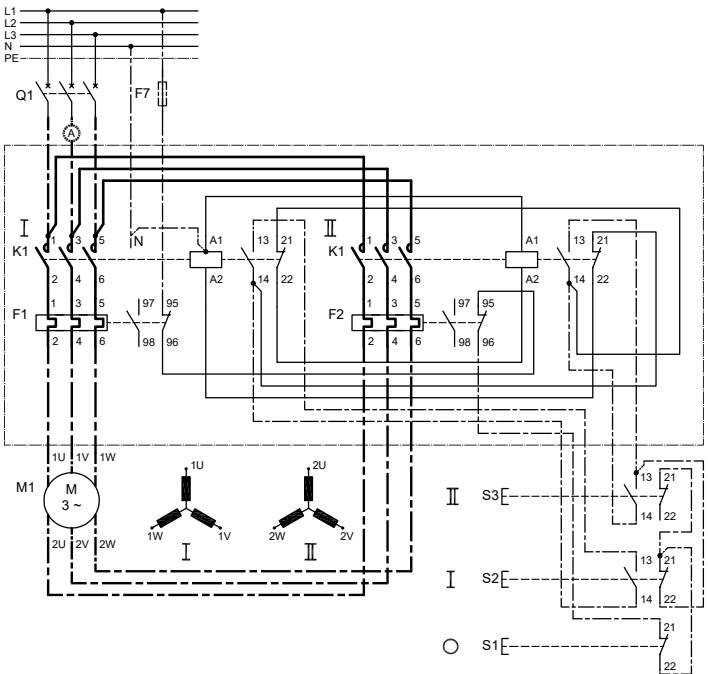 L1
L2
L3
N
PE
Q1
F7
A
I
1 3 5
N
A1
13 21
II
1 3 5
A1
13 21
K1
K1
2 4 6
A2
14 22
2 4 6
A2
14 22
1 3 5
97 95
1 3 5
97 95
F1
F2
2 4 6
98 96
2 4 6
98 96
1U 1V 1W
M1
M
3 ~
2U 2V 2W
1U
1W 1V
I
2U
2W 2V
II
II S3
13 21
14 22
I S2
13 21
14 22
S1
21
22